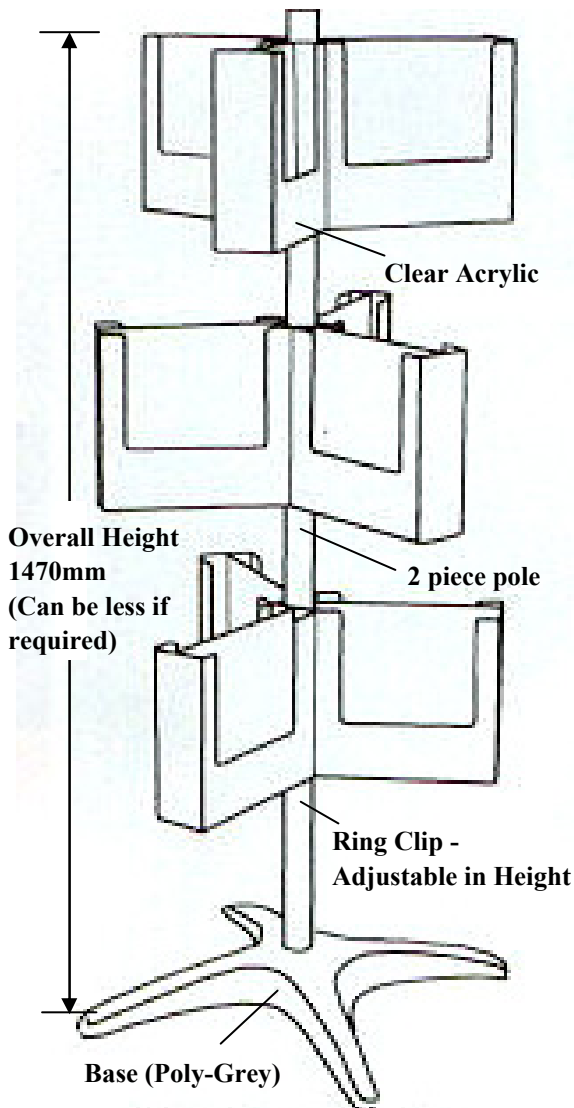 Clear Acrylic
Overall Height
1470mm
(Can be less if
required)
2 piece pole
Ring Clip -
Adjustable in Height
Base (Poly-Grey)